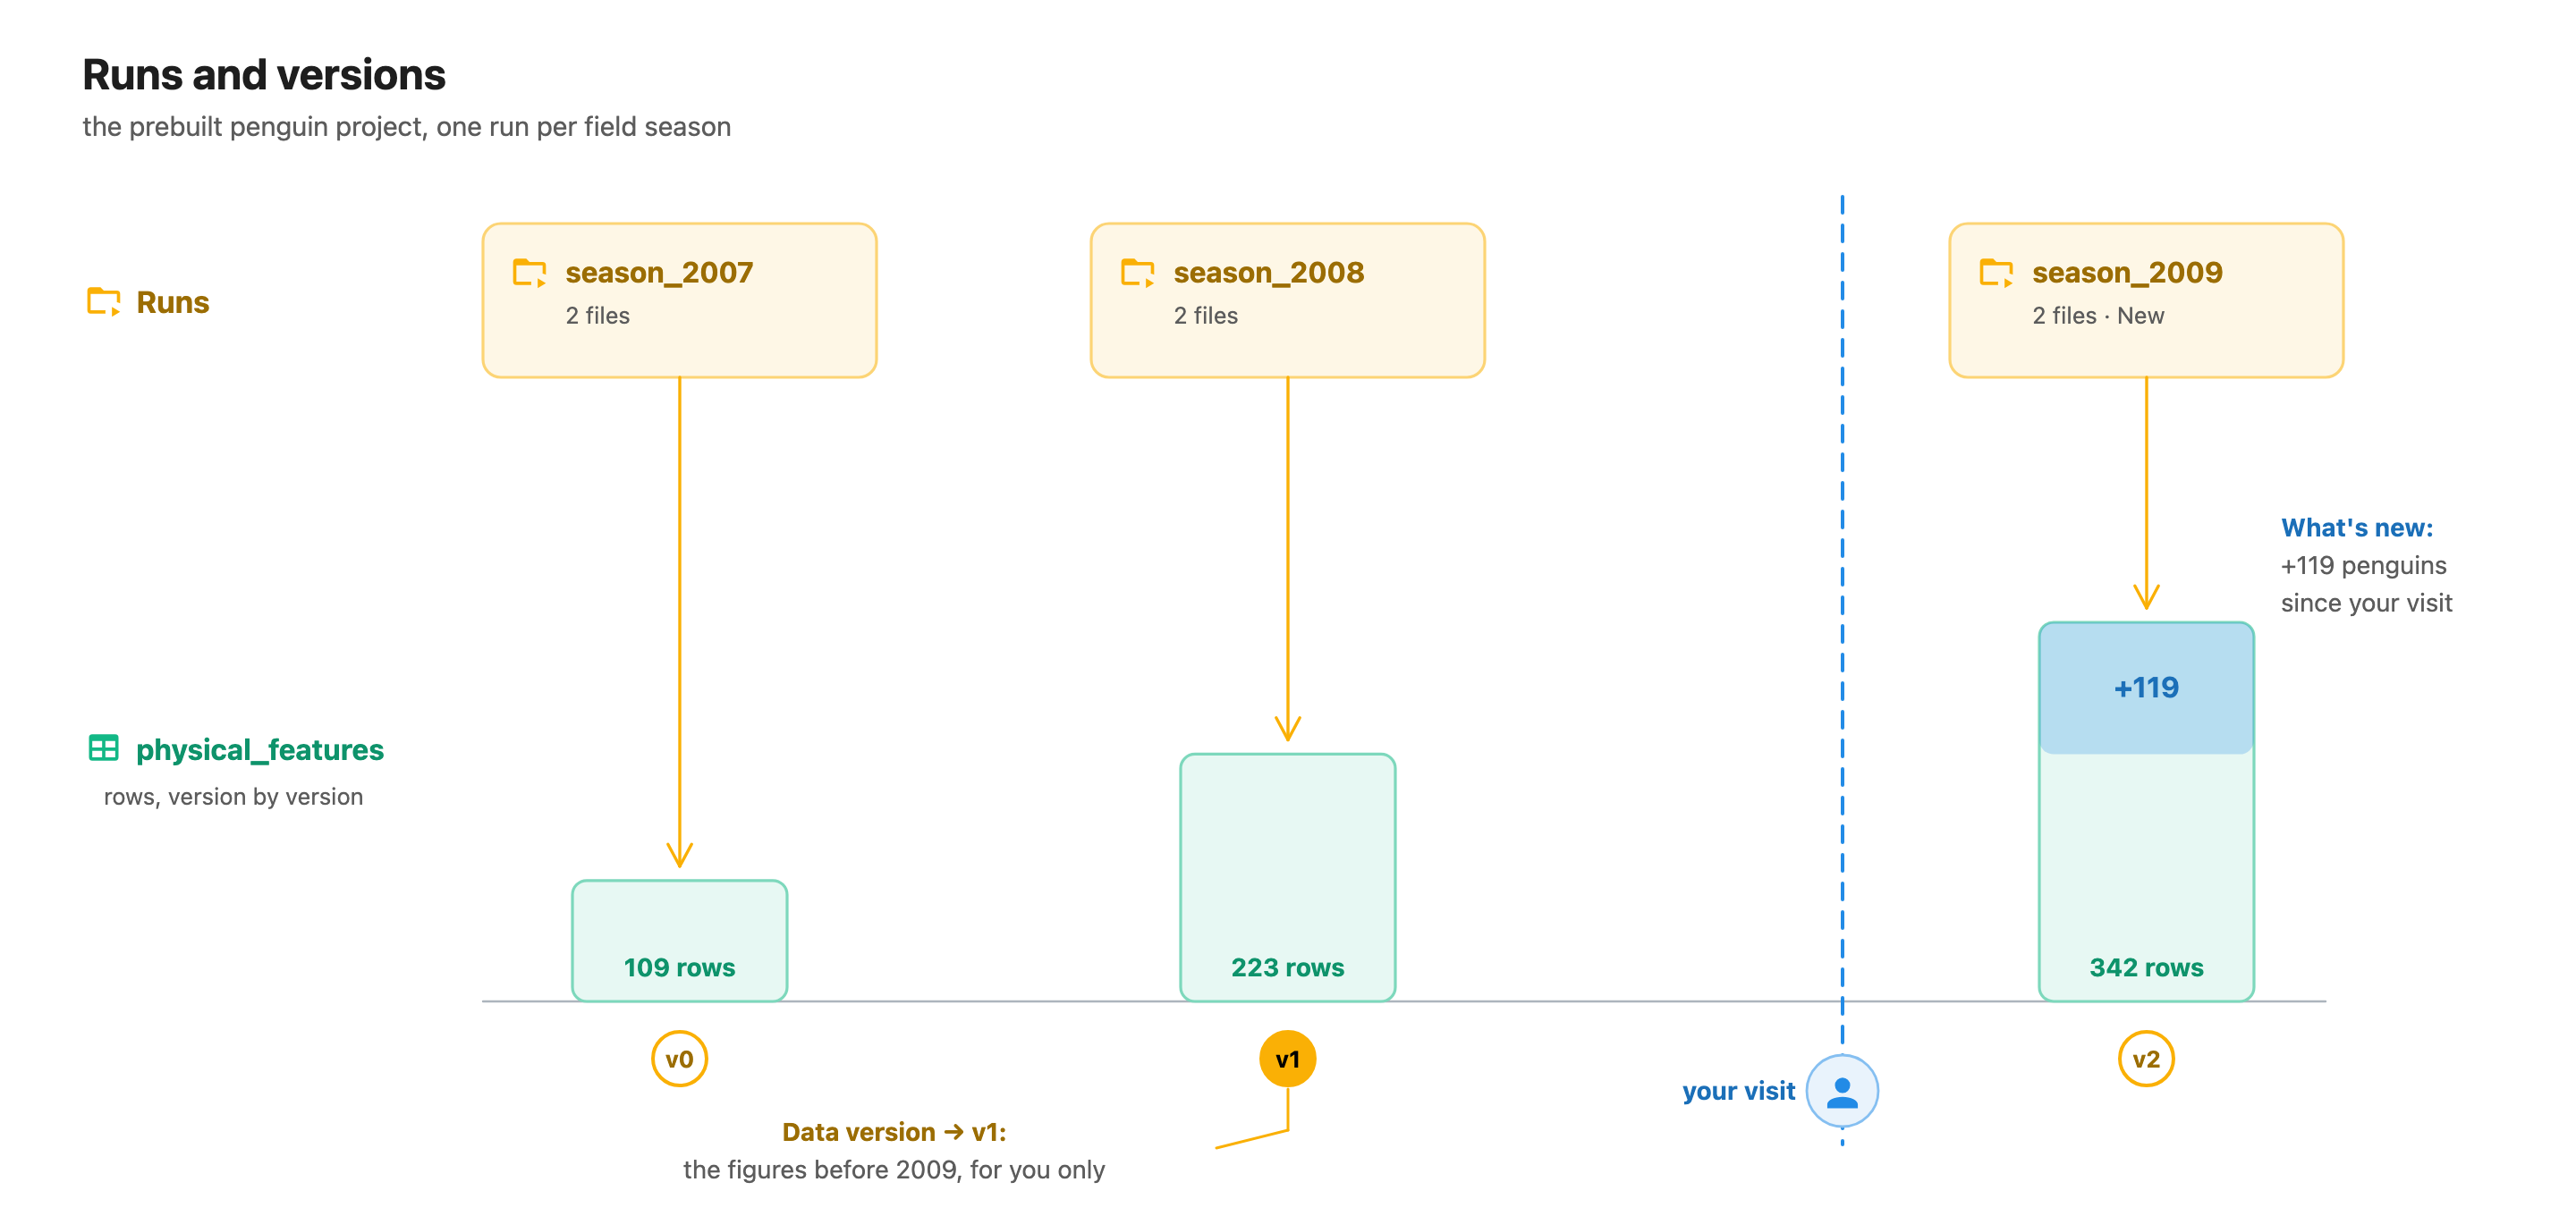 Runs and versions
the prebuilt penguin project, one run per field season
Runs
season_2007
2 files
season_2008
2 files
season_2009
2 files · New
What's new:
+119 penguins
since your visit
+119
physical_features
rows, version by version
109 rows
223 rows
342 rows
v0
v1
v2
your visit
Data version → v1:
the figures before 2009, for you only